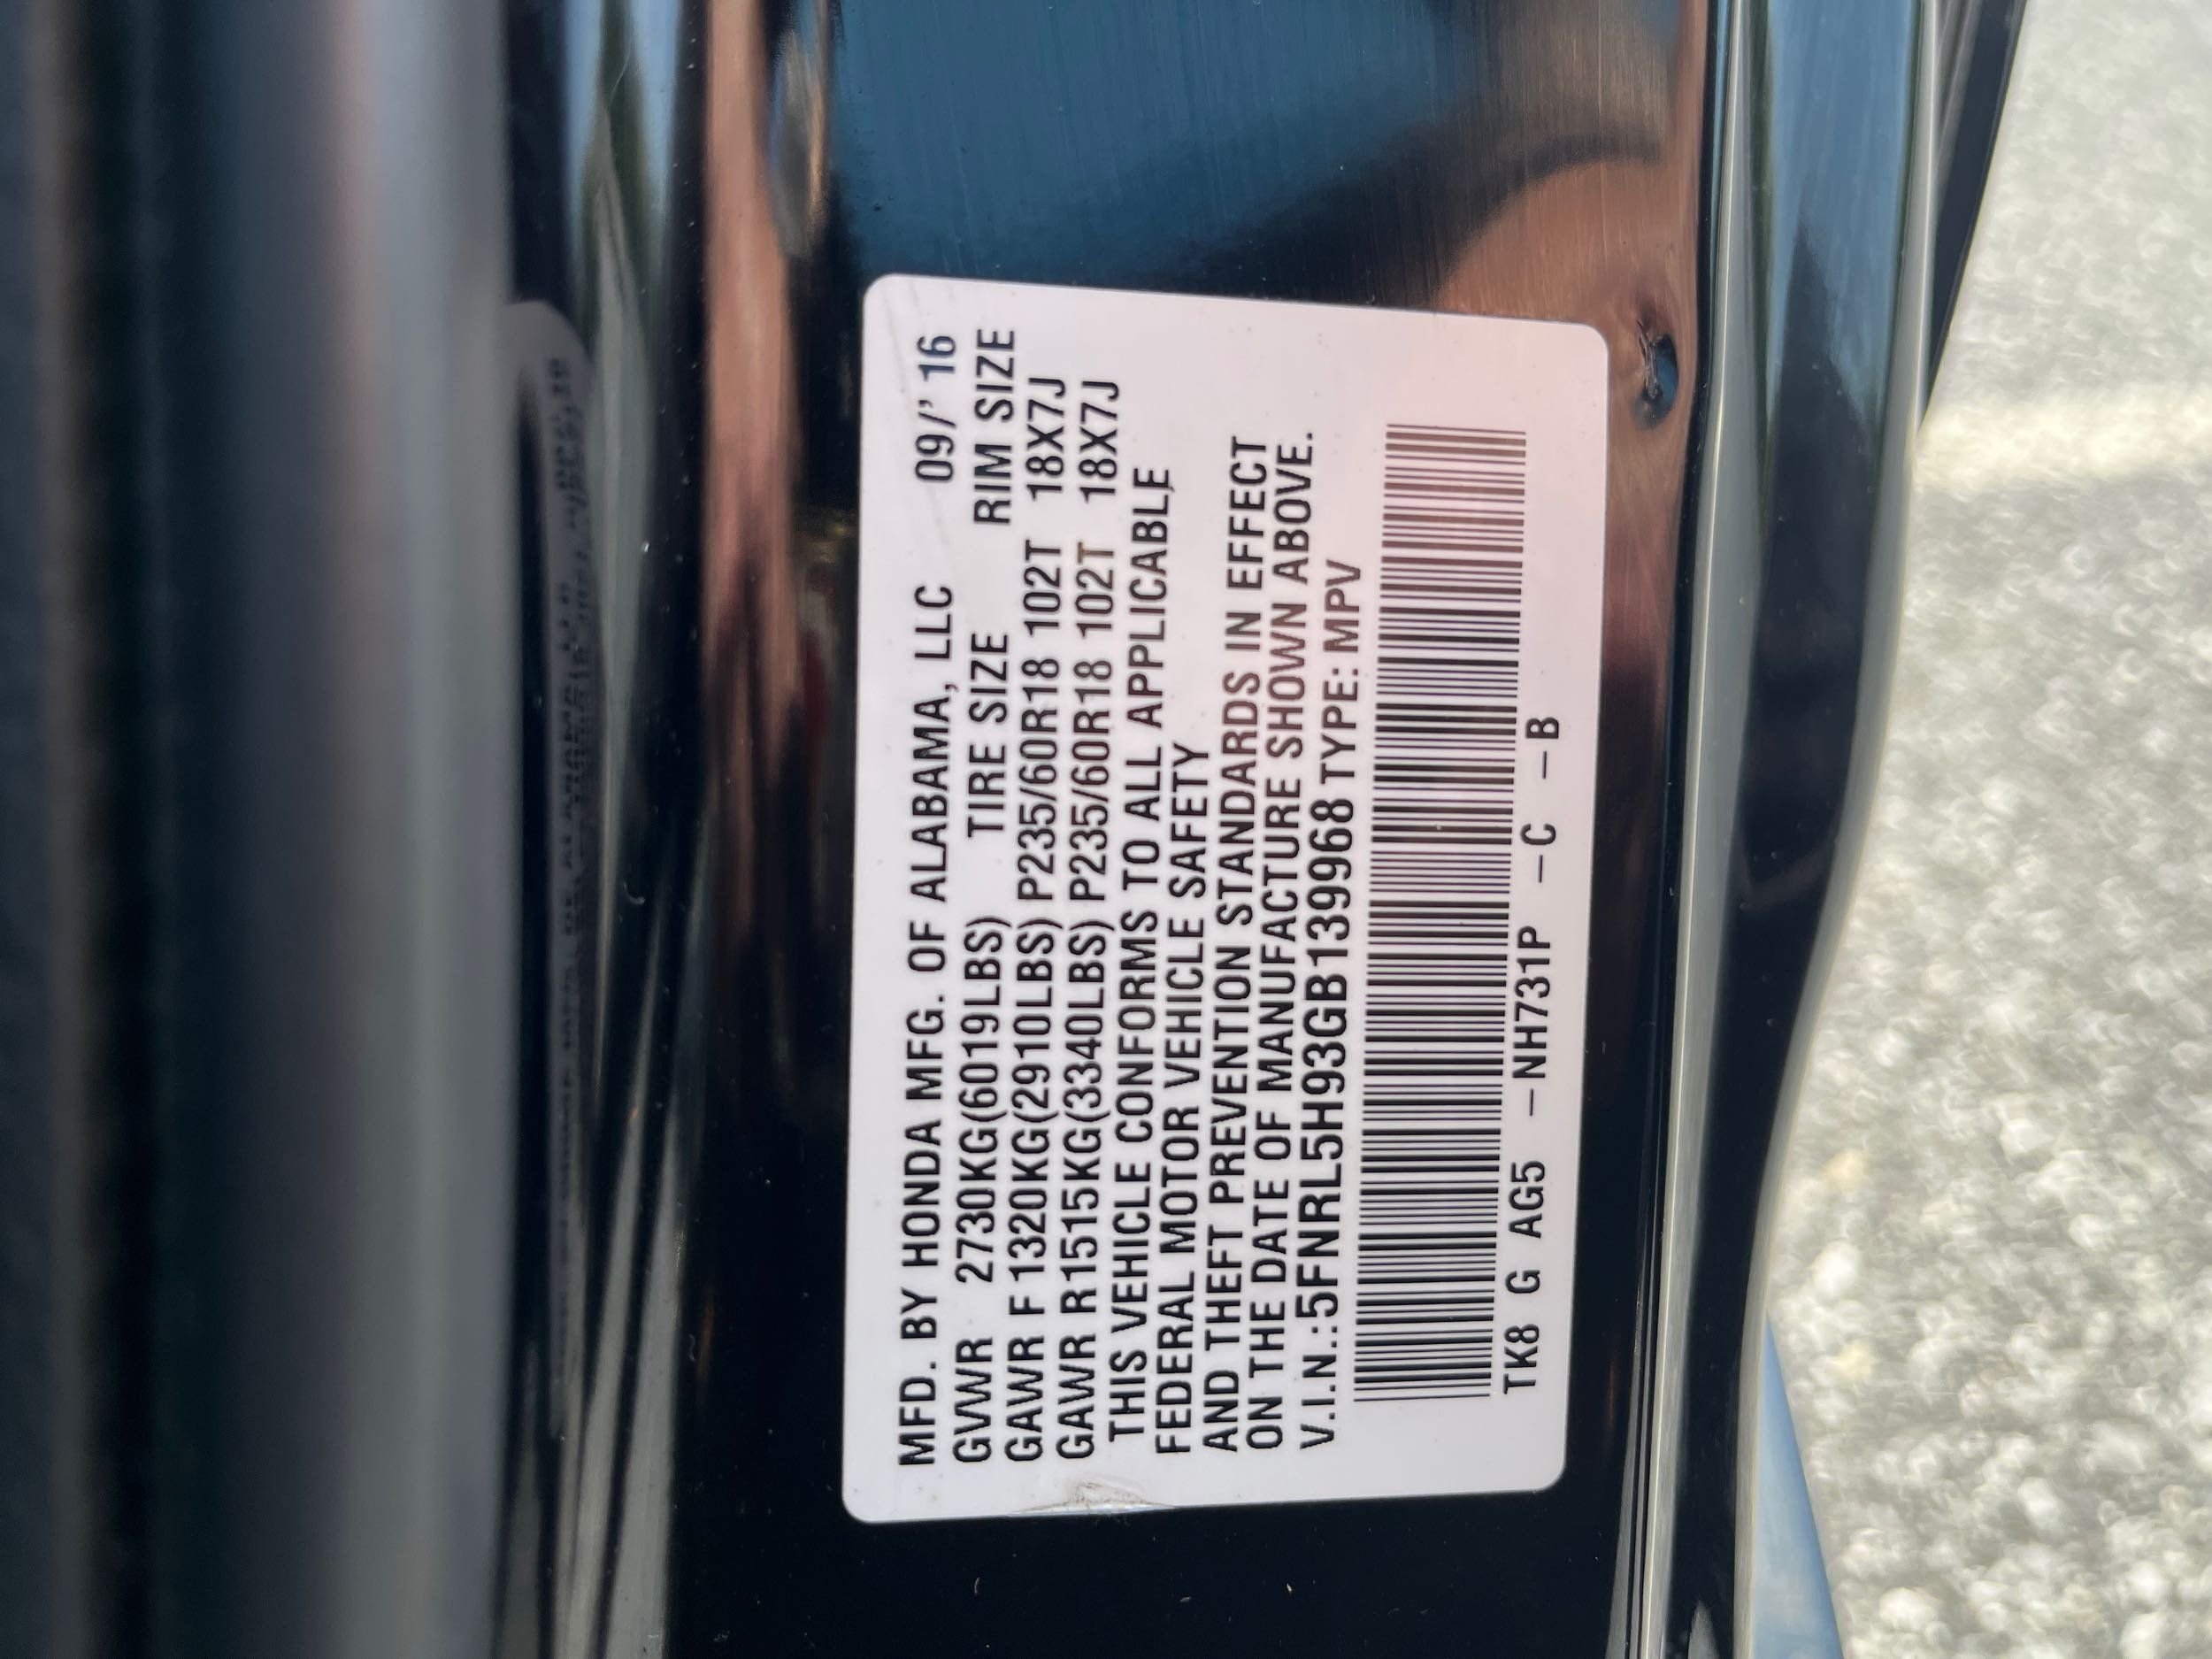 MFD. BY HONDA MFG. OF ALABAMA, LLC 09/' 16
GVWR 2730KG(6019LBS) TIRE SIZE RIM SIZE
GAWR F 1320KG(2910LBS) P235/60R18 102T 18X7J
GAWR R1515KG(3340LBS) P235/60R18 102T 18X7J
THIS VEHICLE CONFORMS TO ALL APPLICABLE
FEDERAL MOTOR VEHICLE SAFETY
AND THEFT PREVENTION STANDARDS IN EFFECT
ON THE DATE OF MANUFACTURE SHOWN ABOVE.
V.I.N.:5FNRL5H93GB139968 TYPE: MPV
TK8 G AG5 -NH731P -C -B